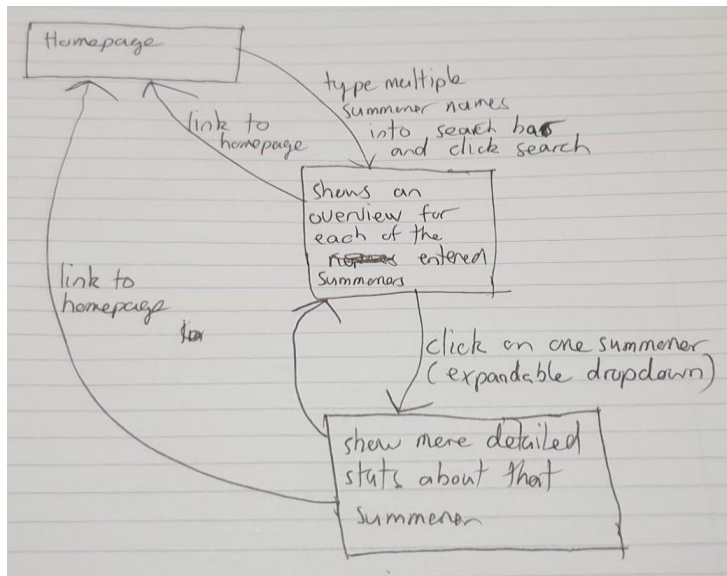 Homepage
type multiple
summoner names
into search bar
and click search
link to
homepage
shows an
overview for
each of the
entered
summoners
link to
homepage
click on one summoner
(expandable dropdown)
show more detailed
stats about that
summoner